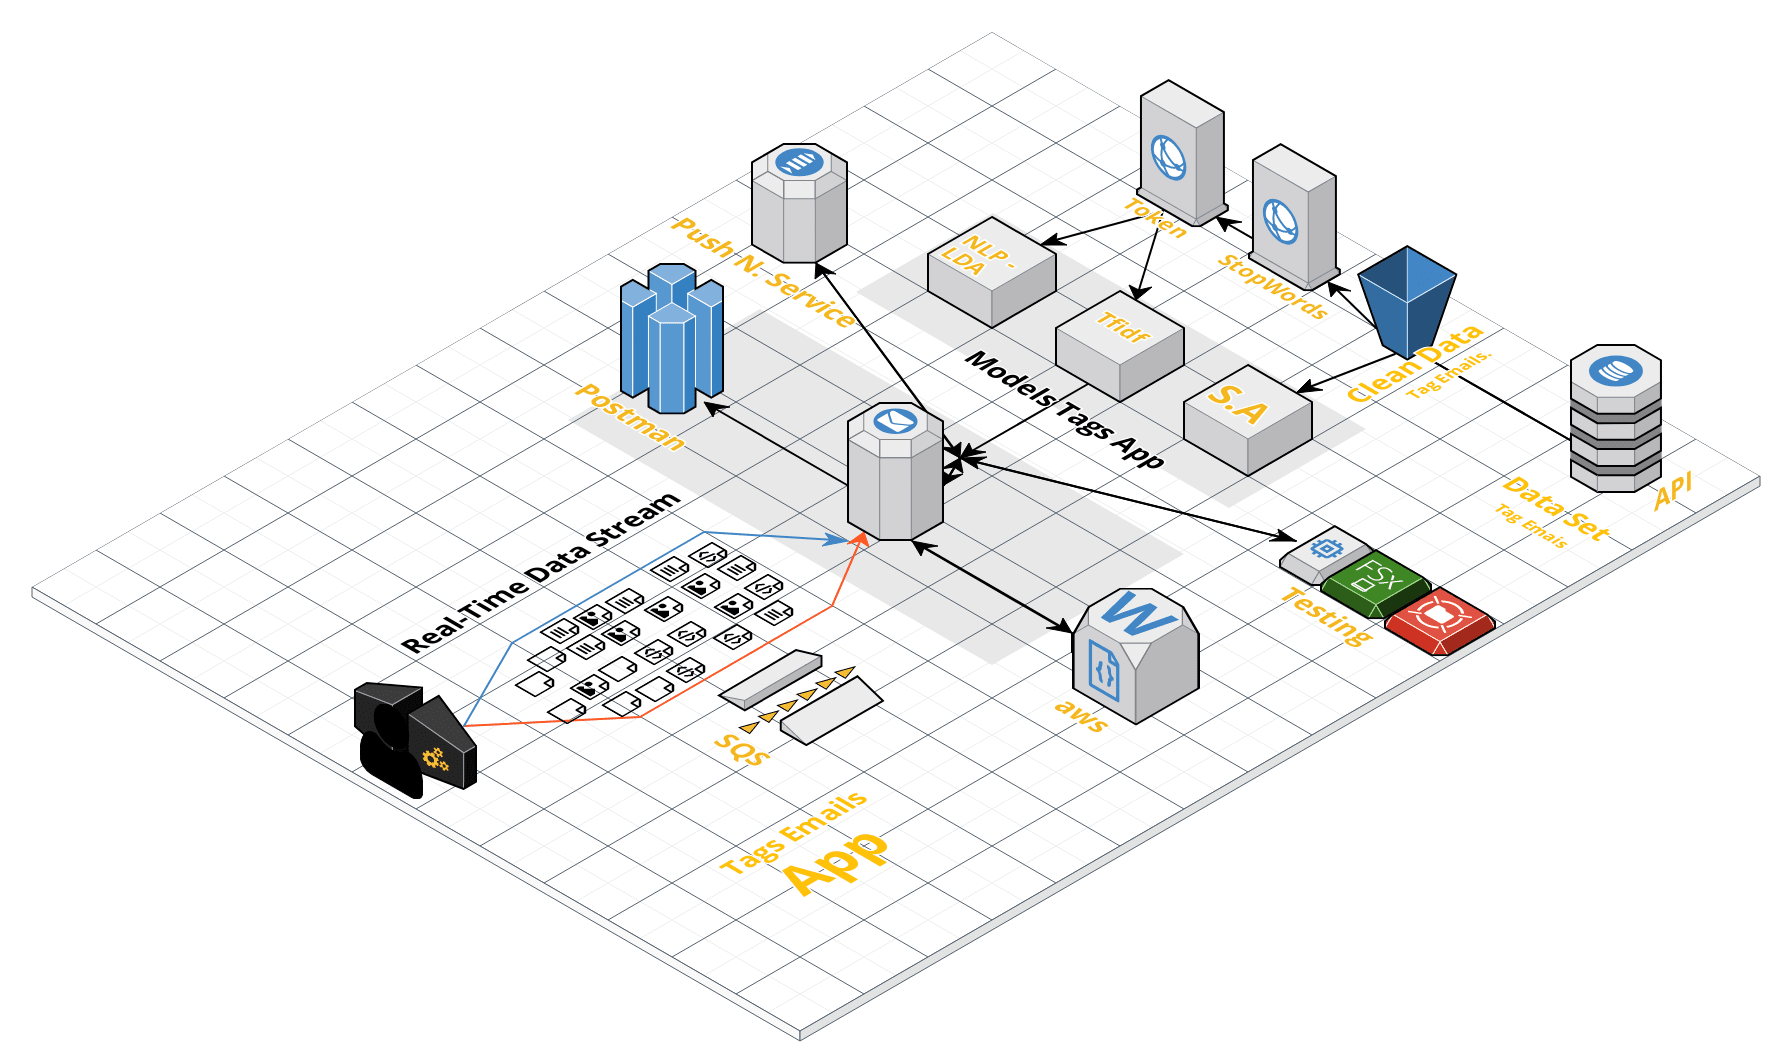 Token
StopWords
NLP -
LDA
Push N. Service
Tfidf
Clean Data
Tag Emails.
Models Tags App
S.A
Postman
API
Data Set
Tag Emais
Real-Time Data Stream
FSx
Testing
W
aws
SQS
Tags Emails
App